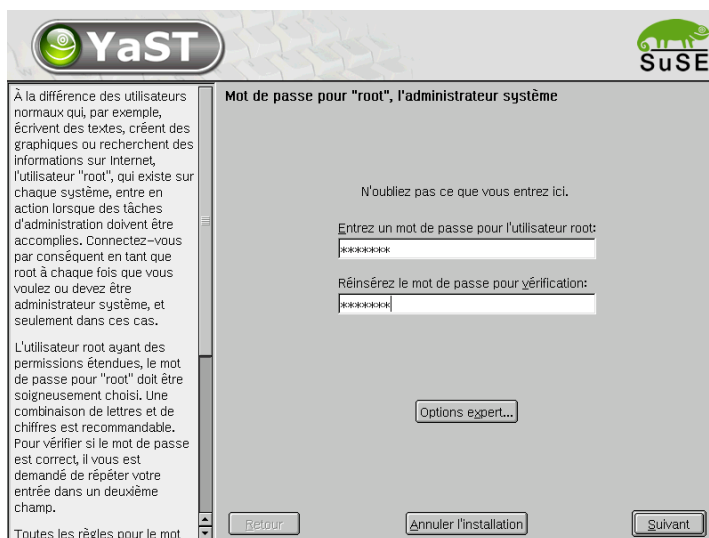 YaST
SuSE
À la différence des utilisateurs
normaux qui, par exemple,
écrivent des textes, créent des
graphiques ou recherchent des
informations sur Internet,
l'utilisateur "root", qui existe sur
chaque système, entre en
action lorsque des tâches
d'administration doivent être
accomplies. Connectez-vous
par conséquent en tant que
root à chaque fois que vous
voulez ou devez être
administrateur système, et
seulement dans ces cas.
L'utilisateur root ayant des
permissions étendues, le mot
de passe pour "root" doit être
soigneusement choisi. Une
combinaison de lettres et de
chiffres est recommandable.
Pour vérifier si le mot de passe
est correct, il vous est
demandé de répéter votre
entrée dans un deuxième
champ.
Toutes les règles pour le mot
Mot de passe pour "root", l'administrateur système
N'oubliez pas ce que vous entrez ici.
Entrez un mot de passe pour l'utilisateur root:
*******
Réinsérez le mot de passe pour vérification:
*******
Options expert...
Retour
Annuler l'installation
Suivant